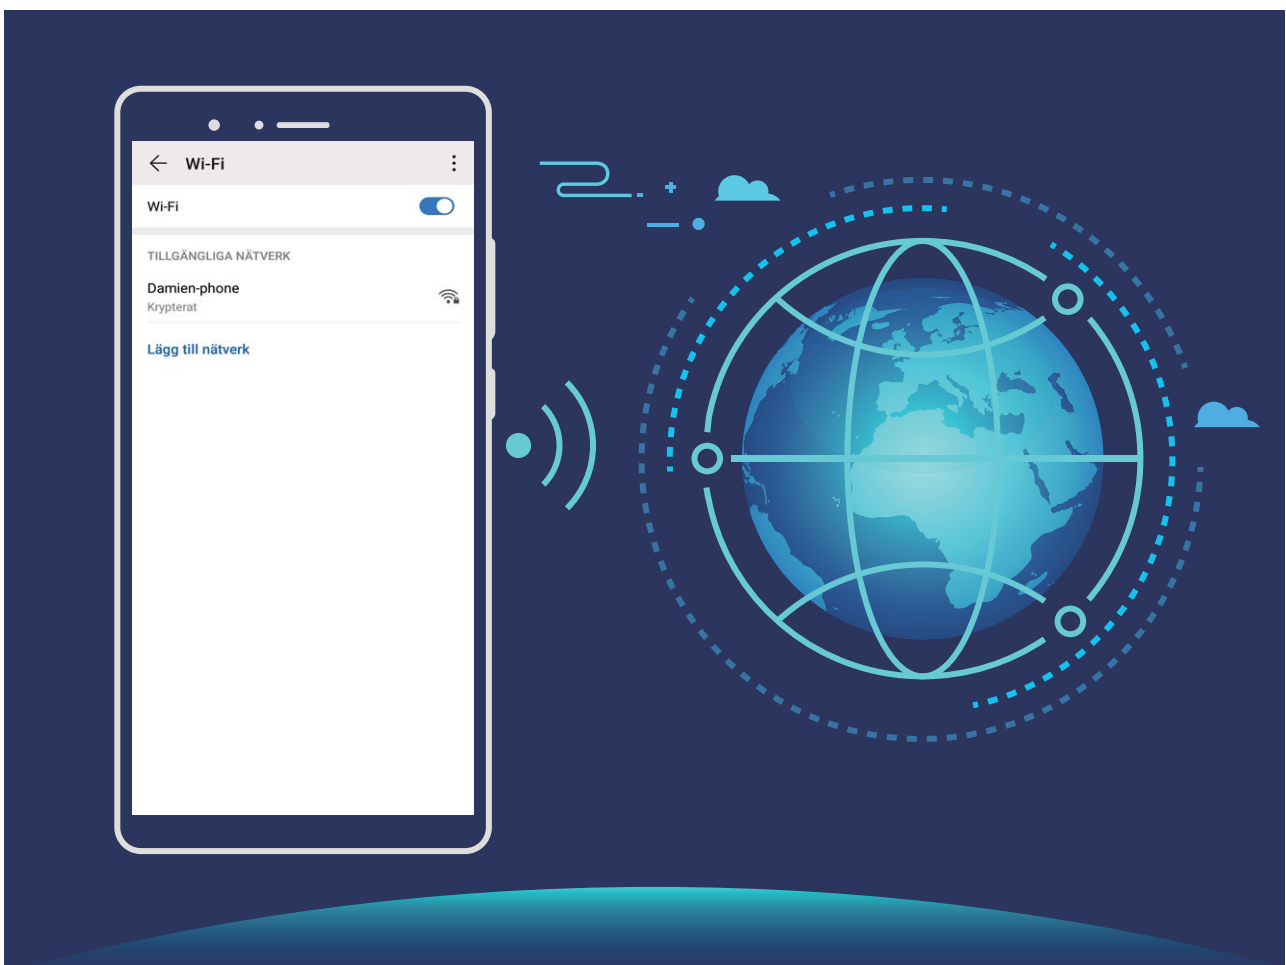 Wi-Fi
Wi-Fi
TILLGÄNGLIGA NÄTVERK
Damien-phone
Krypterat
Lägg till nätverk